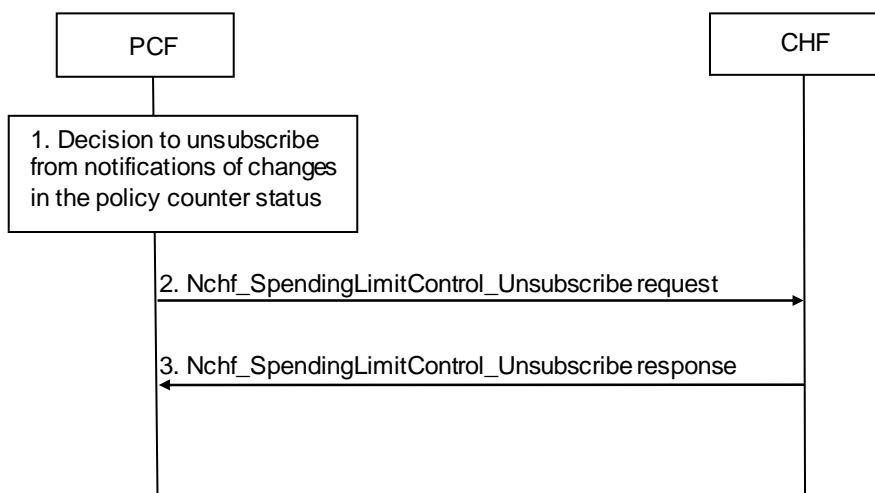 PCF
CHF
1. Decision to unsubscribe
from notifications of changes
in the policy counter status
2. Nchf_SpendingLimitControl_Unsubscribe request
3. Nchf_SpendingLimitControl_Unsubscribe response